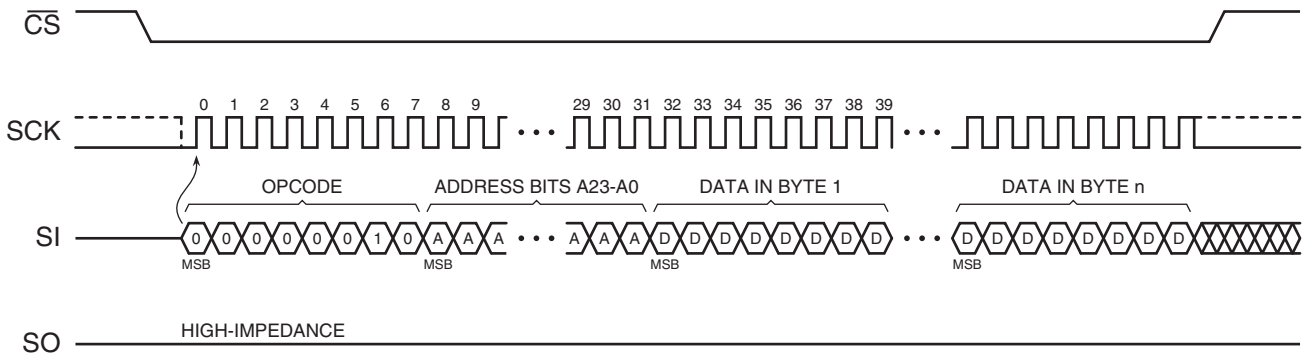 CS
0 1 2 3 4 5 6 7 8 9 29 30 31 32 33 34 35 36 37 38 39
SCK
OPCODE ADDRESS BITS A23-A0 DATA IN BYTE 1 DATA IN BYTE n
SI 0 0 0 0 0 0 1 0 A A A A A A D D D D D D D D D D D D D D D D
MSB MSB MSB MSB
HIGH-IMPEDANCE
SO